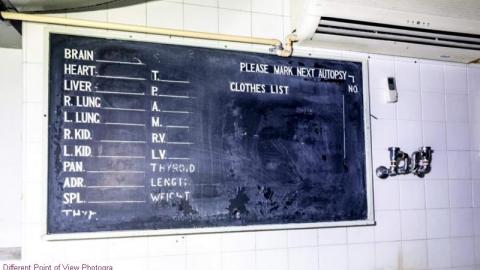 BRAIN
HEART
LIVER
R. LUNG
L. LUNG
R. KID.
L. KID.
PAN.
ADR.
SPL.
THY.
T.
P.
A.
M.
R.V.
L.V.
THYROID
LENGTH
WEIGHT
PLEASE MARK NEXT AUTOPSY
CLOTHES LIST
NO.
Different Point of View Photogra